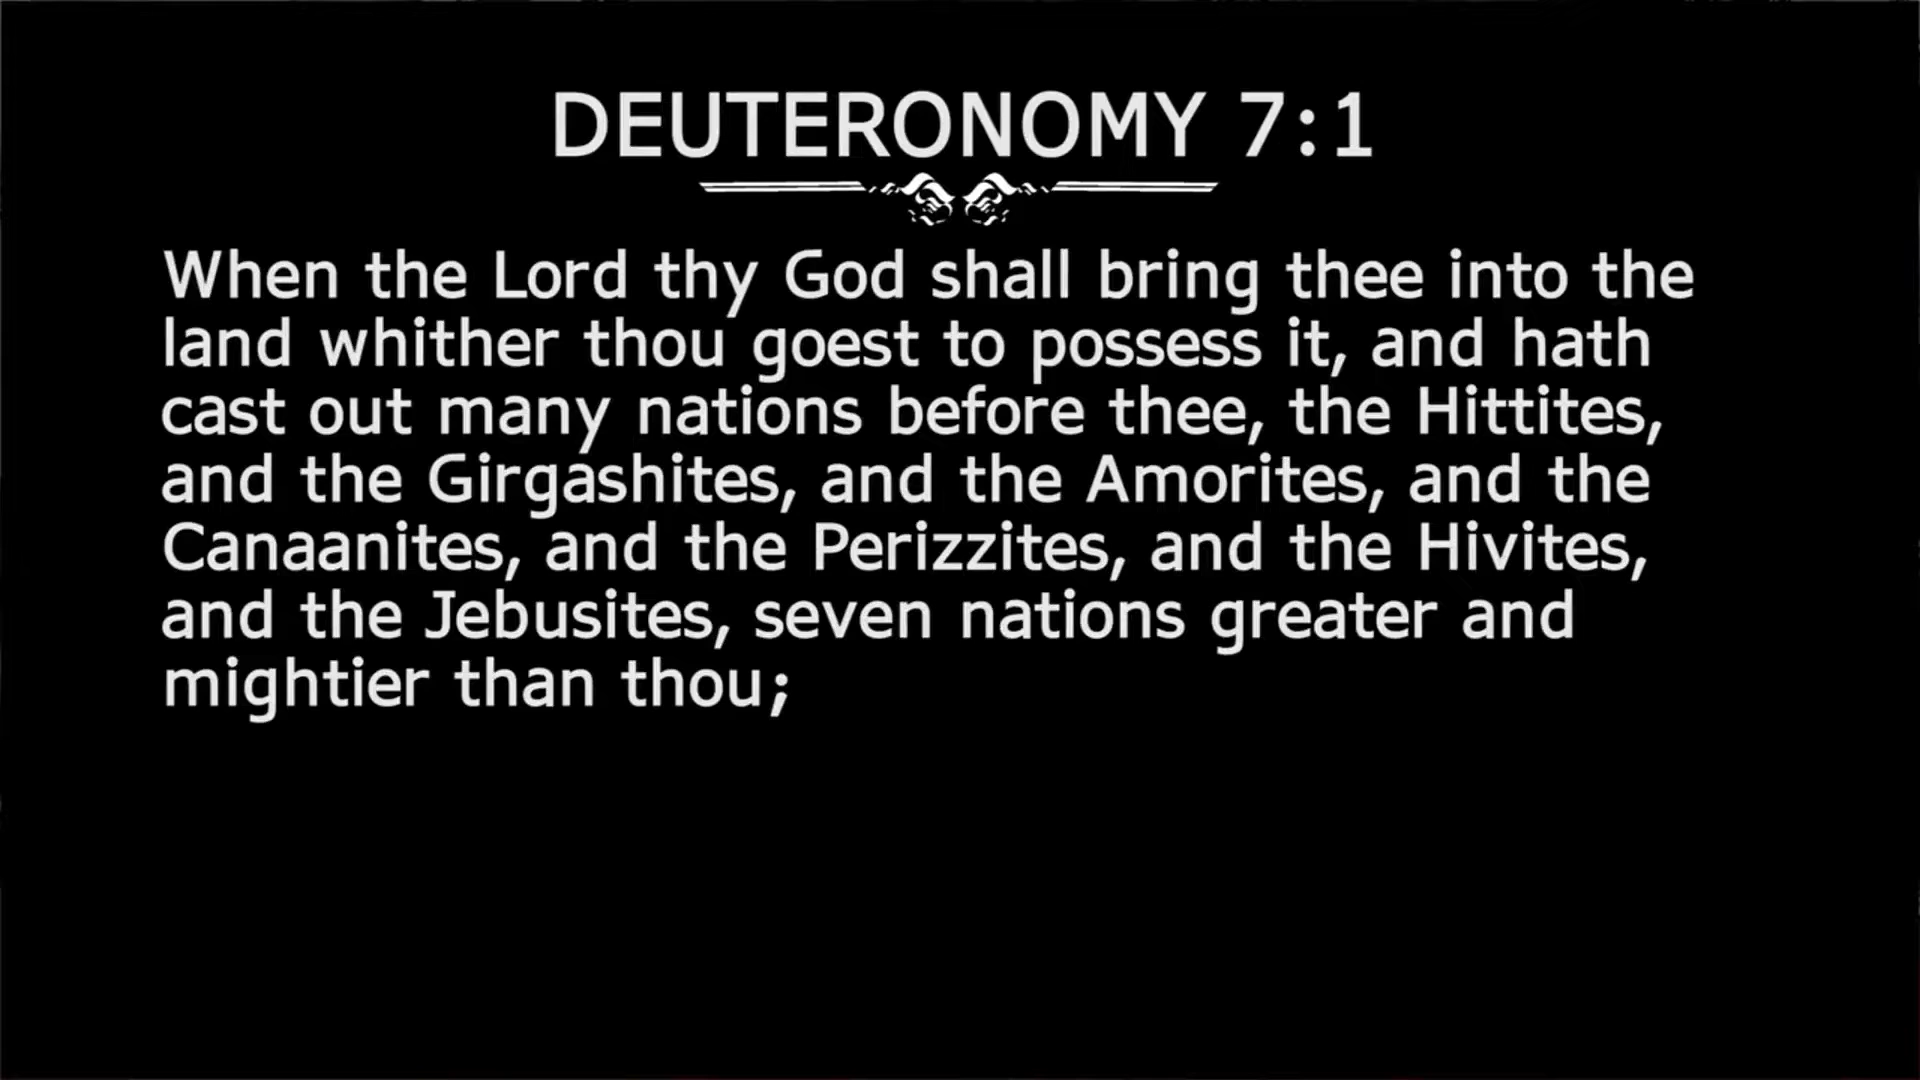 DEUTERONOMY 7:1
When the Lord thy God shall bring thee into the
land whither thou goest to possess it, and hath
cast out many nations before thee, the Hittites,
and the Girgashites, and the Amorites, and the
Canaanites, and the Perizzites, and the Hivites,
and the Jebusites, seven nations greater and
mightier than thou;